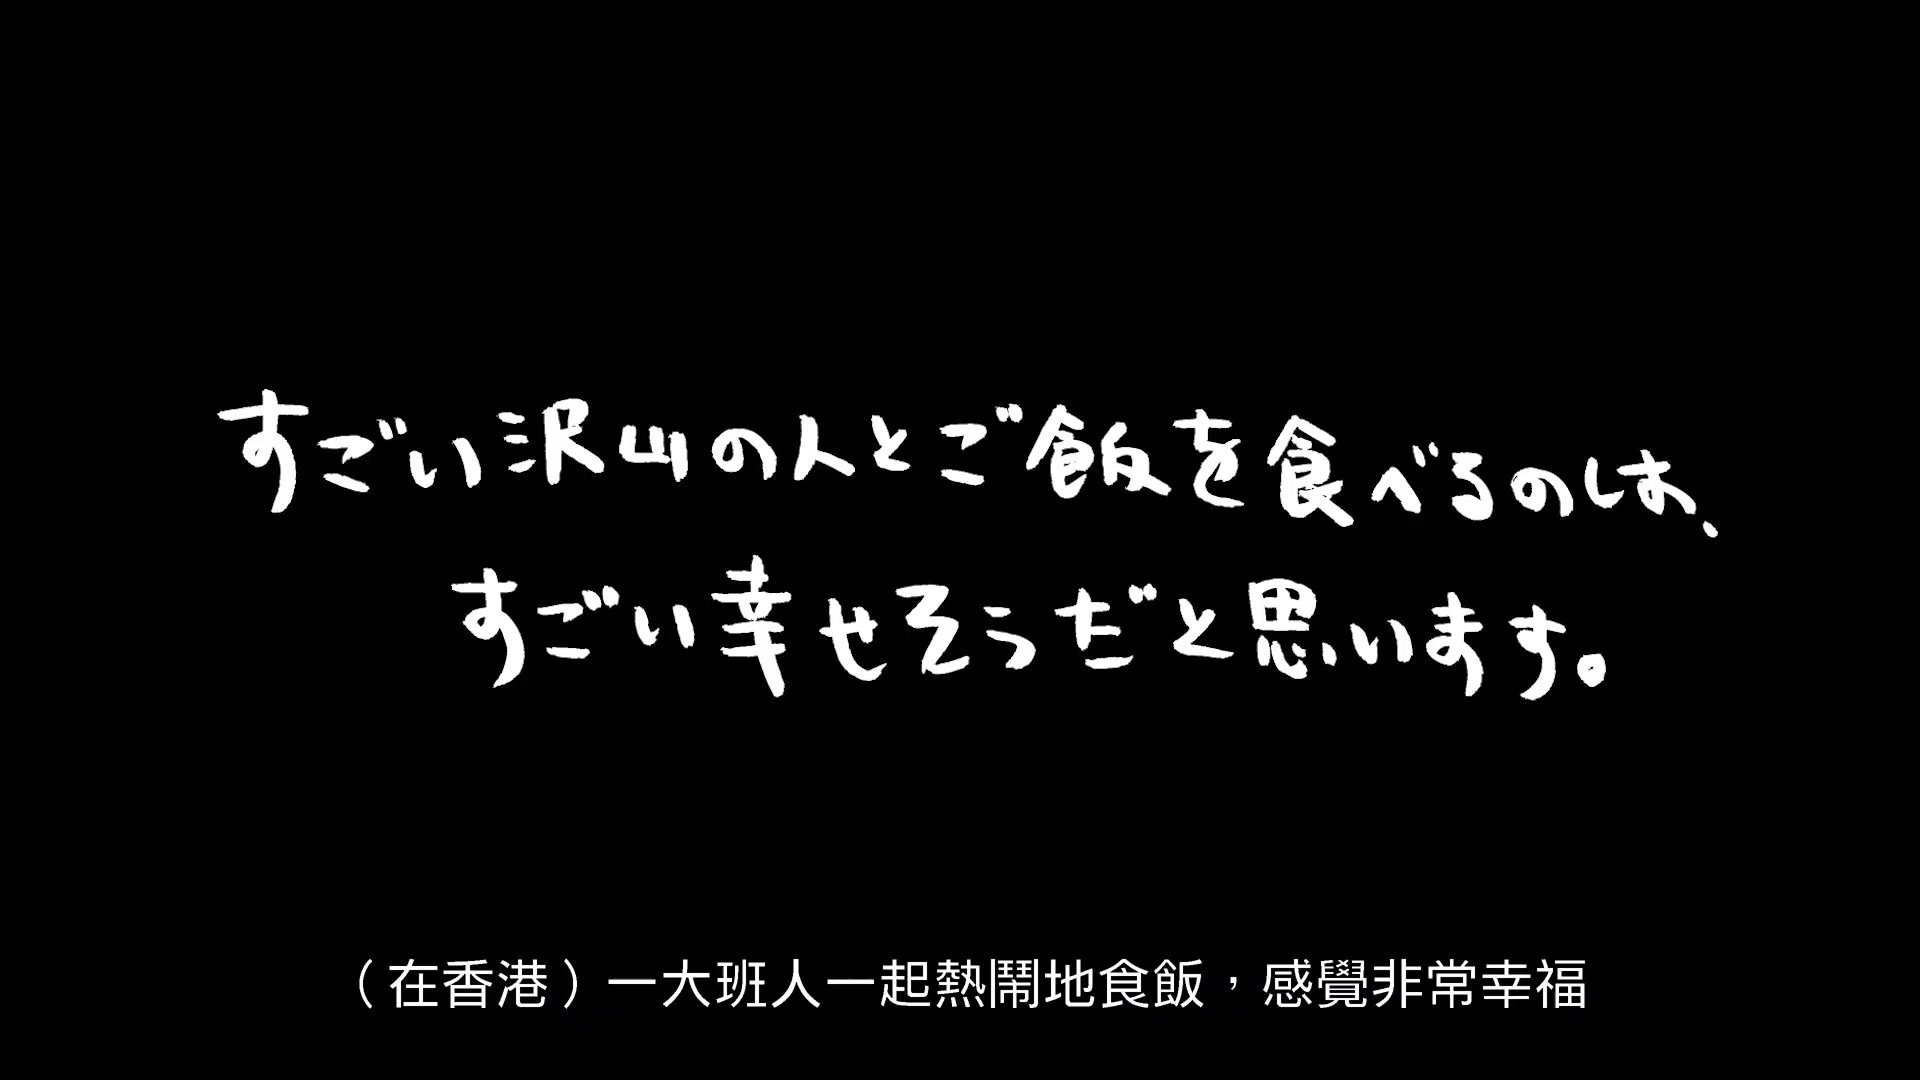 すごい沢山の人とご飯を食べるのは、
すごい幸せそうだと思います。
（在香港）一大班人一起熱鬧地食飯，感覺非常幸福